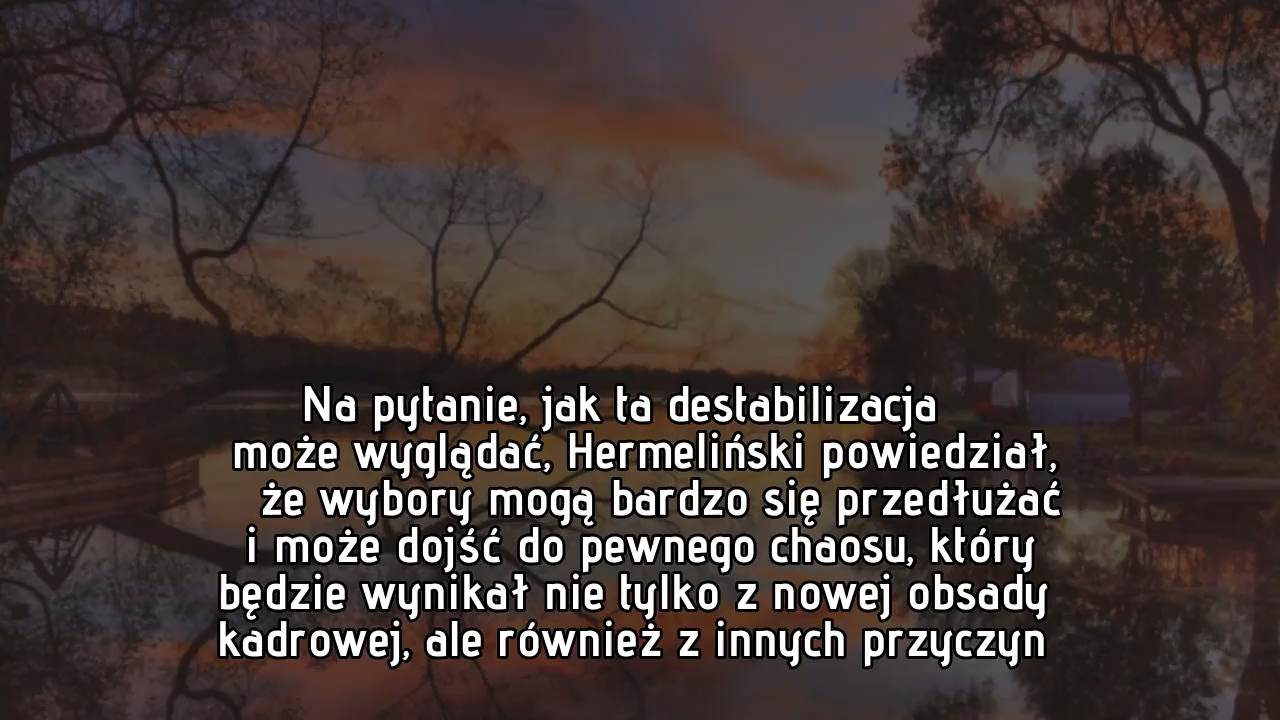 Na pytanie, jak ta destabilizacja
może wyglądać, Hermeliński powiedział,
że wybory mogą bardzo się przedłużać
i może dojść do pewnego chaosu, który
będzie wynikał nie tylko z nowej obsady
kadrowej, ale również z innych przyczyn